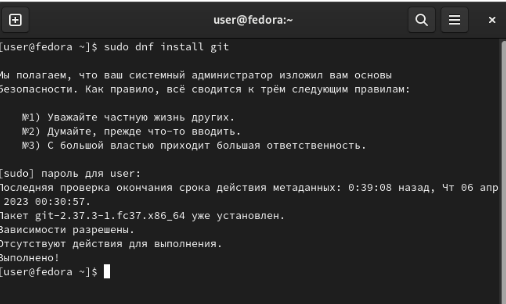 user@fedora:~
[user@fedora ~]$ sudo dnf install git
Мы полагаем, что ваш системный администратор изложил вам основы
безопасности. Как правило, всё сводится к трём следующим правилам:
№1) Уважайте частную жизнь других.
№2) Думайте, прежде что-то вводить.
№3) С большой властью приходит большая ответственность.
[sudo] пароль для user:
Последняя проверка окончания срока действия метаданных: 0:39:08 назад, Чт 06 апр
2023 00:30:57.
Пакет git-2.37.3-1.fc37.x86_64 уже установлен.
Зависимости разрешены.
Отсутствуют действия для выполнения.
Выполнено!
[user@fedora ~]$